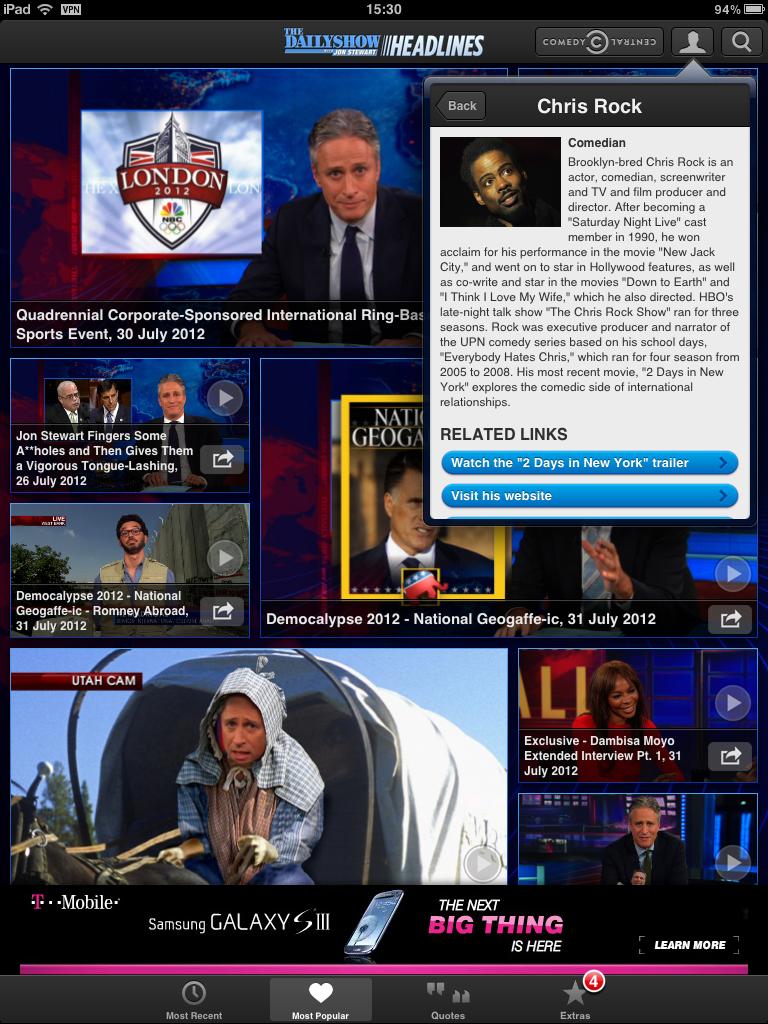 iPad VPN 15:30 94%
THE
DAILYSHOW
WITH JON STEWART
HEADLINES
COMEDY C CENTRAL
LONDON
2012
NBC
Quadrennial Corporate-Sponsored International Ring-Bas
Sports Event, 30 July 2012
Back
Chris Rock
Comedian
Brooklyn-bred Chris Rock is an
actor, comedian, screenwriter
and TV and film producer and
director. After becoming a
"Saturday Night Live" cast
member in 1990, he won
acclaim for his performance in the movie "New Jack
City," and went on to star in Hollywood features, as well
as co-write and star in the movies "Down to Earth" and
"I Think I Love My Wife," which he also directed. HBO's
late-night talk show "The Chris Rock Show" ran for three
seasons. Rock was executive producer and narrator of
the UPN comedy series based on his school days,
"Everybody Hates Chris," which ran for four season from
2005 to 2008. His most recent movie, "2 Days in New
York" explores the comedic side of international
relationships.
RELATED LINKS
Watch the "2 Days in New York" trailer
Visit his website
Jon Stewart Fingers Some
A**holes and Then Gives Them
a Vigorous Tongue-Lashing,
26 July 2012
NATI
GEOGA
LIVE
WEST BANK
Democalypse 2012 - National
Geogaffe-ic - Romney Abroad,
31 July 2012
Democalypse 2012 - National Geogaffe-ic, 31 July 2012
UTAH CAM
ALL
Exclusive - Dambisa Moyo
Extended Interview Pt. 1, 31
July 2012
T··Mobile·
Samsung GALAXY SIII
THE NEXT
BIG THING
IS HERE
LEARN MORE
Most Recent
Most Popular
Quotes
4
Extras